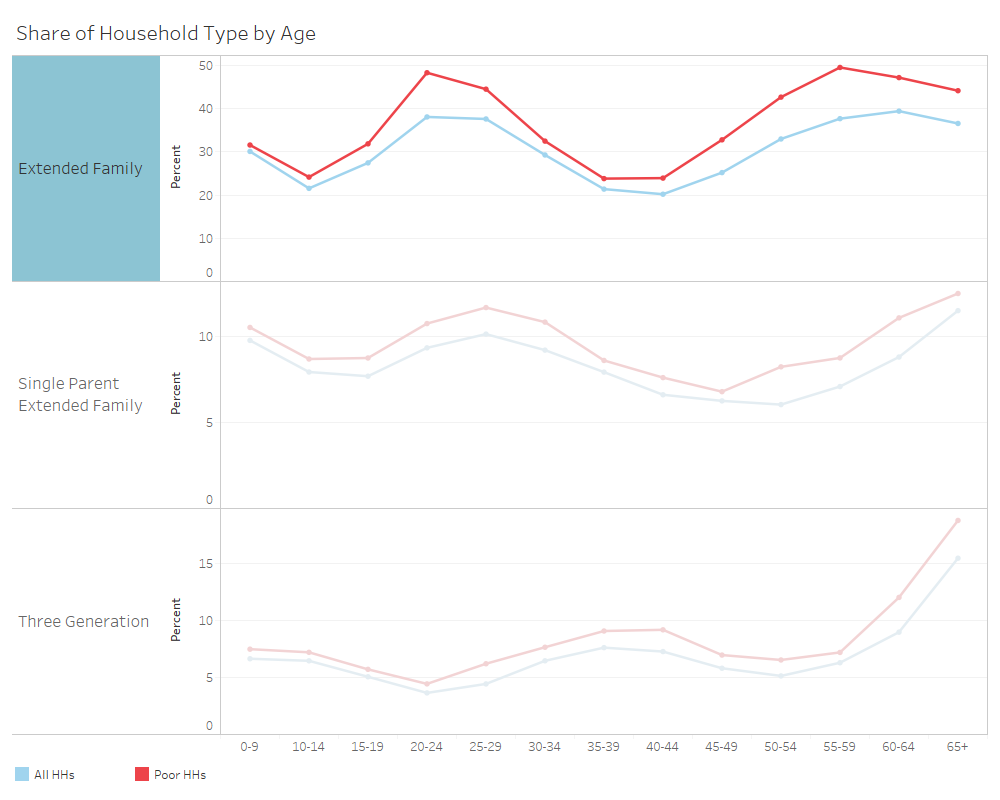 Share of Household Type by Age
Extended Family
Percent
50
40
30
20
10
0
Single Parent
Extended Family
Percent
10
5
0
Three Generation
Percent
15
10
5
0
0-9 10-14 15-19 20-24 25-29 30-34 35-39 40-44 45-49 50-54 55-59 60-64 65+
All HHs Poor HHs